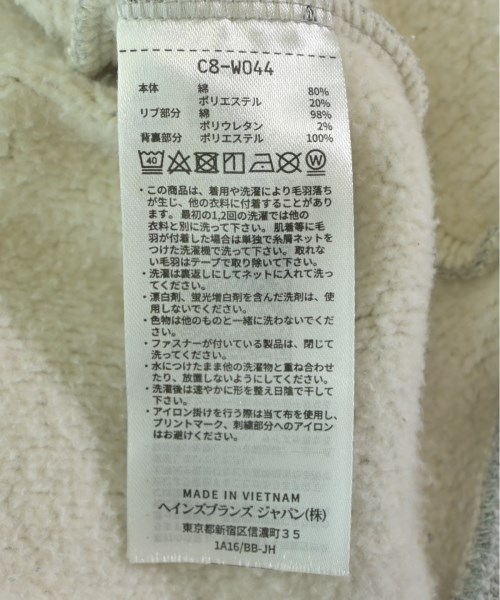 C8-W044
本体 綿 80%
ポリエステル 20%
リブ部分 綿 98%
ポリウレタン 2%
背裏部分 ポリエステル 100%
40 W
・この商品は、着用や洗濯により毛羽落ち
が生じ、他の衣料に付着することがあり
ます。最初の1,2回の洗濯では他の
衣料と別に洗って下さい。肌着等に毛
羽が付着した場合は単独で糸屑ネットを
つけた洗濯機で洗って下さい。取れな
い毛羽はテープで取り除いて下さい。
・洗濯は裏返しにしてネットに入れて洗っ
てください。
・漂白剤、蛍光増白剤を含んだ洗剤は、使
用しないでください。
・色物は他のものと一緒に洗わないでくだ
さい。
・ファスナーが付いている製品は、閉じて
洗ってください。
・水につけたまま他の洗濯物と重ね合わせ
たり、放置しないようにしてください。
・洗濯後は速やかに形を整え日陰で干して
下さい。
・アイロン掛けを行う際は当て布を使用し、
プリントマーク、刺繍部分へのアイロン
はお避けください。
MADE IN VIETNAM
ヘインズブランズ ジャパン(株)
東京都新宿区信濃町35
1A16/BB-JH